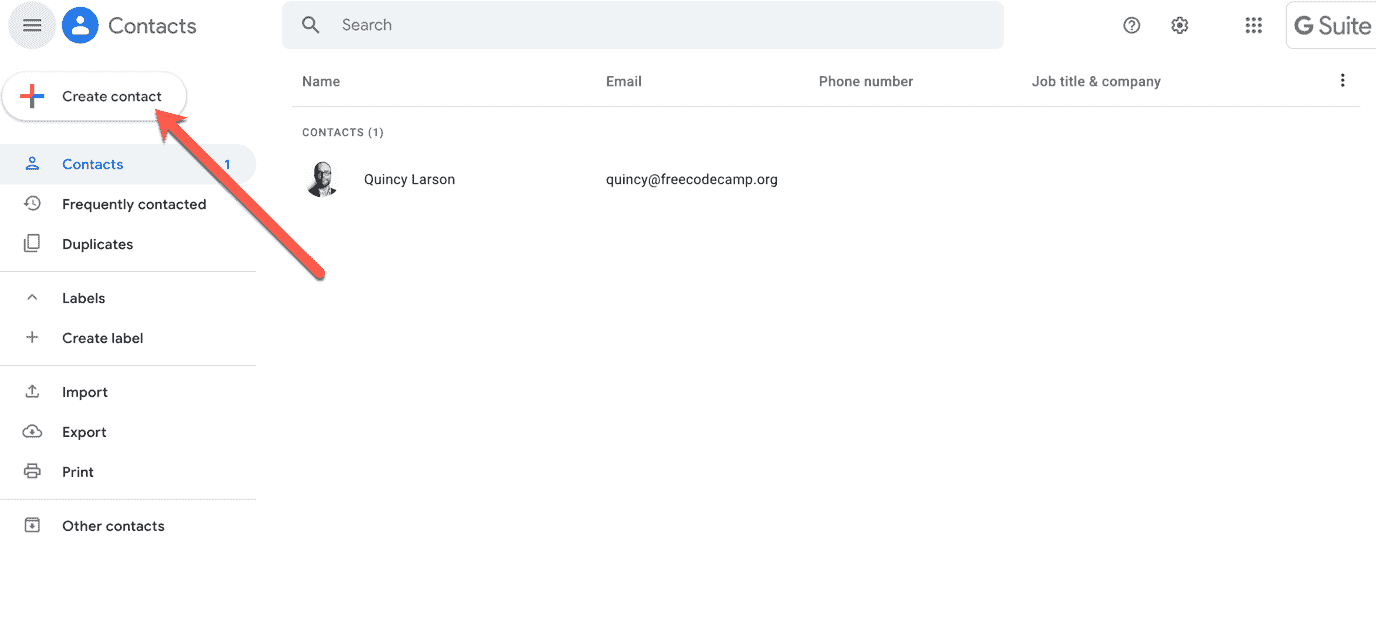 Contacts
Search
G Suite
Create contact
Name Email Phone number Job title & company
CONTACTS (1)
Contacts 1
Quincy Larson quincy@freecodecamp.org
Frequently contacted
Duplicates
Labels
Create label
Import
Export
Print
Other contacts